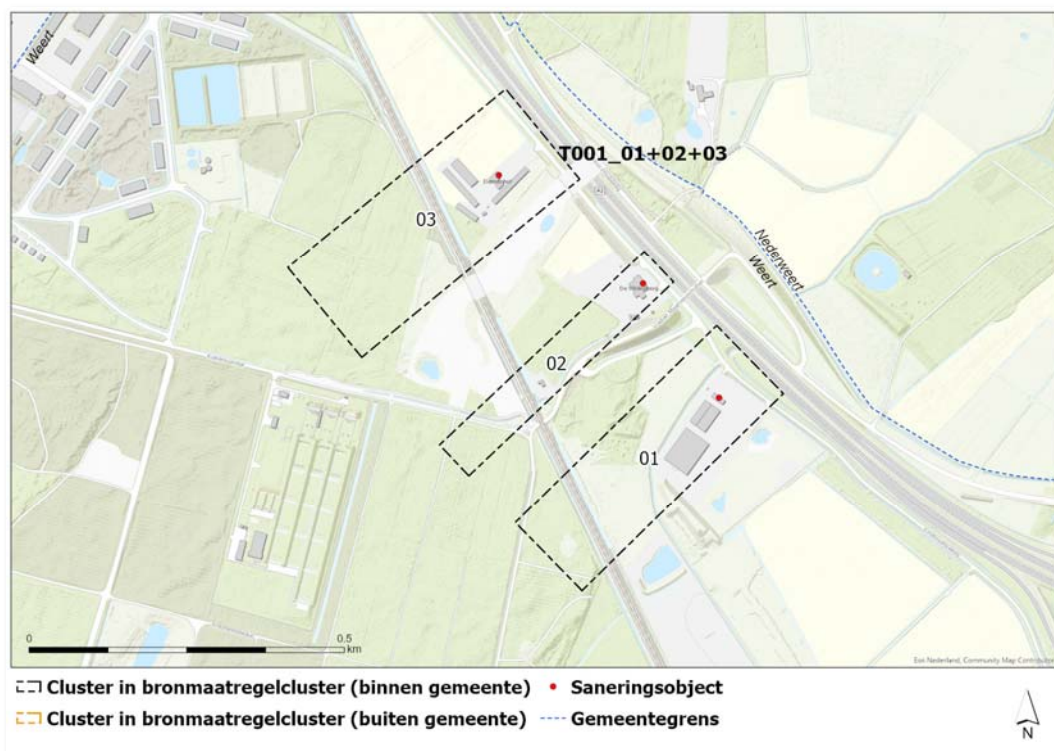 Weert
T001_01+02+03
03
Nederweert
Weert
02
01
0
0.5
km
Esri Nederland, Community Map Contributors
Cluster in bronmaatregelcluster (binnen gemeente)
Saneringsobject
Cluster in bronmaatregelcluster (buiten gemeente)
Gemeentegrens
N